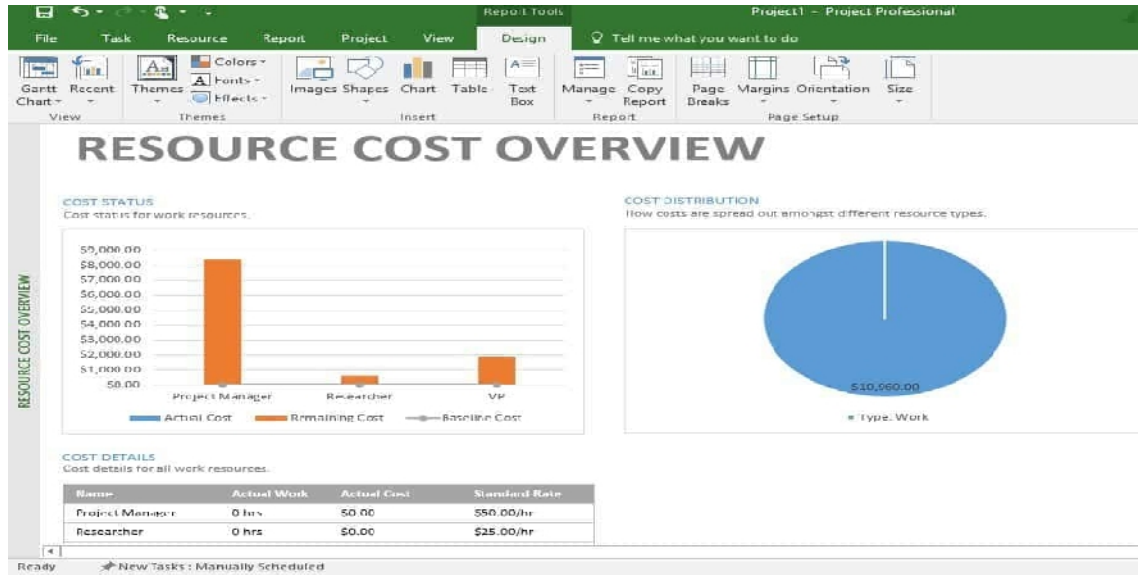 Report Tools
Project1 - Project Professional
File Task Resource Report Project View Design Tell me what you want to do
Gantt Chart
Recent
Themes
Colors
Fonts
Effects
Images
Shapes
Chart
Table
Text Box
Manage
Copy Report
Page Breaks
Margins
Orientation
Size
View Themes Insert Report Page Setup
RESOURCE COST OVERVIEW
RESOURCE COST OVERVIEW
COST STATUS
Cost status for work resources.
$9,000.00
$8,000.00
$7,000.00
$6,000.00
$5,000.00
$4,000.00
$3,000.00
$2,000.00
$1,000.00
$0.00
Project Manager Researcher VP
Actual Cost Remaining Cost Baseline Cost
COST DISTRIBUTION
How costs are spread out amongst different resource types.
$10,960.00
Type: Work
COST DETAILS
Cost details for all work resources.
Name Actual Work Actual Cost Standard Rate
Project Manager 0 hrs $0.00 $50.00/hr
Researcher 0 hrs $0.00 $25.00/hr
Ready New Tasks : Manually Scheduled